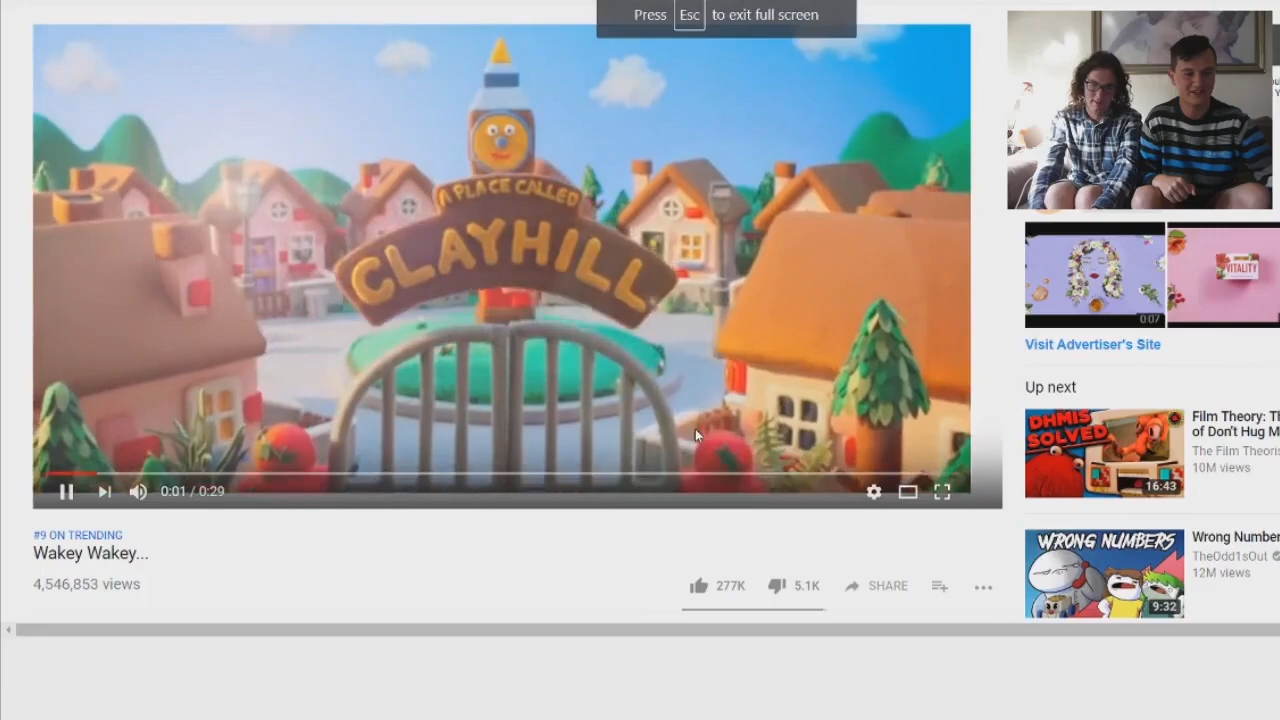 Press Esc to exit full screen
A PLACE CALLED
CLAYHILL
0:01 / 0:29
#9 ON TRENDING
Wakey Wakey...
4,546,853 views
277K
5.1K
SHARE
0:07
VITALITY
Visit Advertiser's Site
Up next
DHMIS
SOLVED
16:43
Film Theory: T
of Don't Hug M
The Film Theoris
10M views
WRONG NUMBERS
9:32
Wrong Number
TheOdd1sOut
12M views